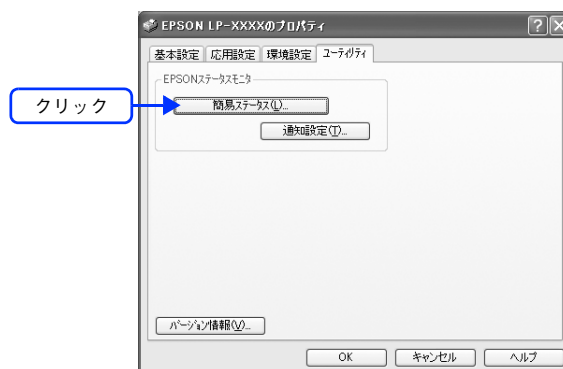 EPSON LP-XXXXのプロパティ
基本設定 応用設定 環境設定 ユーティリティ
EPSONステータスモニタ
クリック
簡易ステータス(L)...
通知設定(T)...
バージョン情報(V)...
OK キャンセル ヘルプ